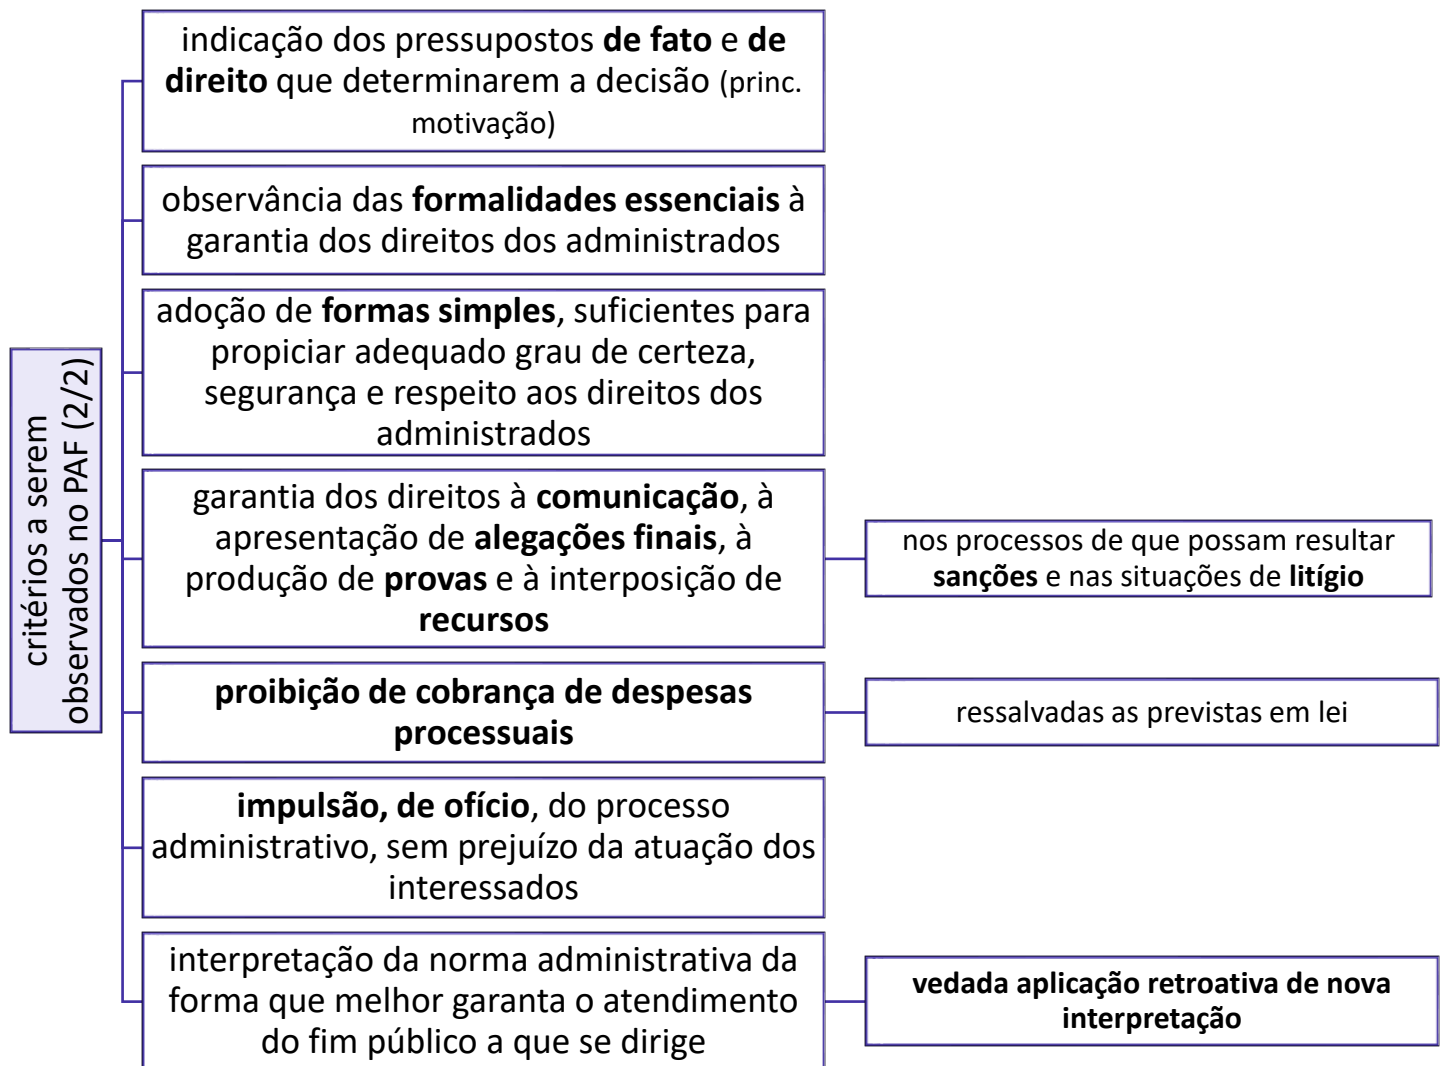 indicação dos pressupostos de fato e de
direito que determinarem a decisão (princ.
motivação)
observância das formalidades essenciais à
garantia dos direitos dos administrados
adoção de formas simples, suficientes para
propiciar adequado grau de certeza,
segurança e respeito aos direitos dos
administrados
critérios a serem
observados no PAF (2/2)
garantia dos direitos à comunicação, à
apresentação de alegações finais, à
produção de provas e à interposição de
recursos
nos processos de que possam resultar
sanções e nas situações de litígio
proibição de cobrança de despesas
processuais
ressalvadas as previstas em lei
impulsão, de ofício, do processo
administrativo, sem prejuízo da atuação dos
interessados
interpretação da norma administrativa da
forma que melhor garanta o atendimento
do fim público a que se dirige
vedada aplicação retroativa de nova
interpretação